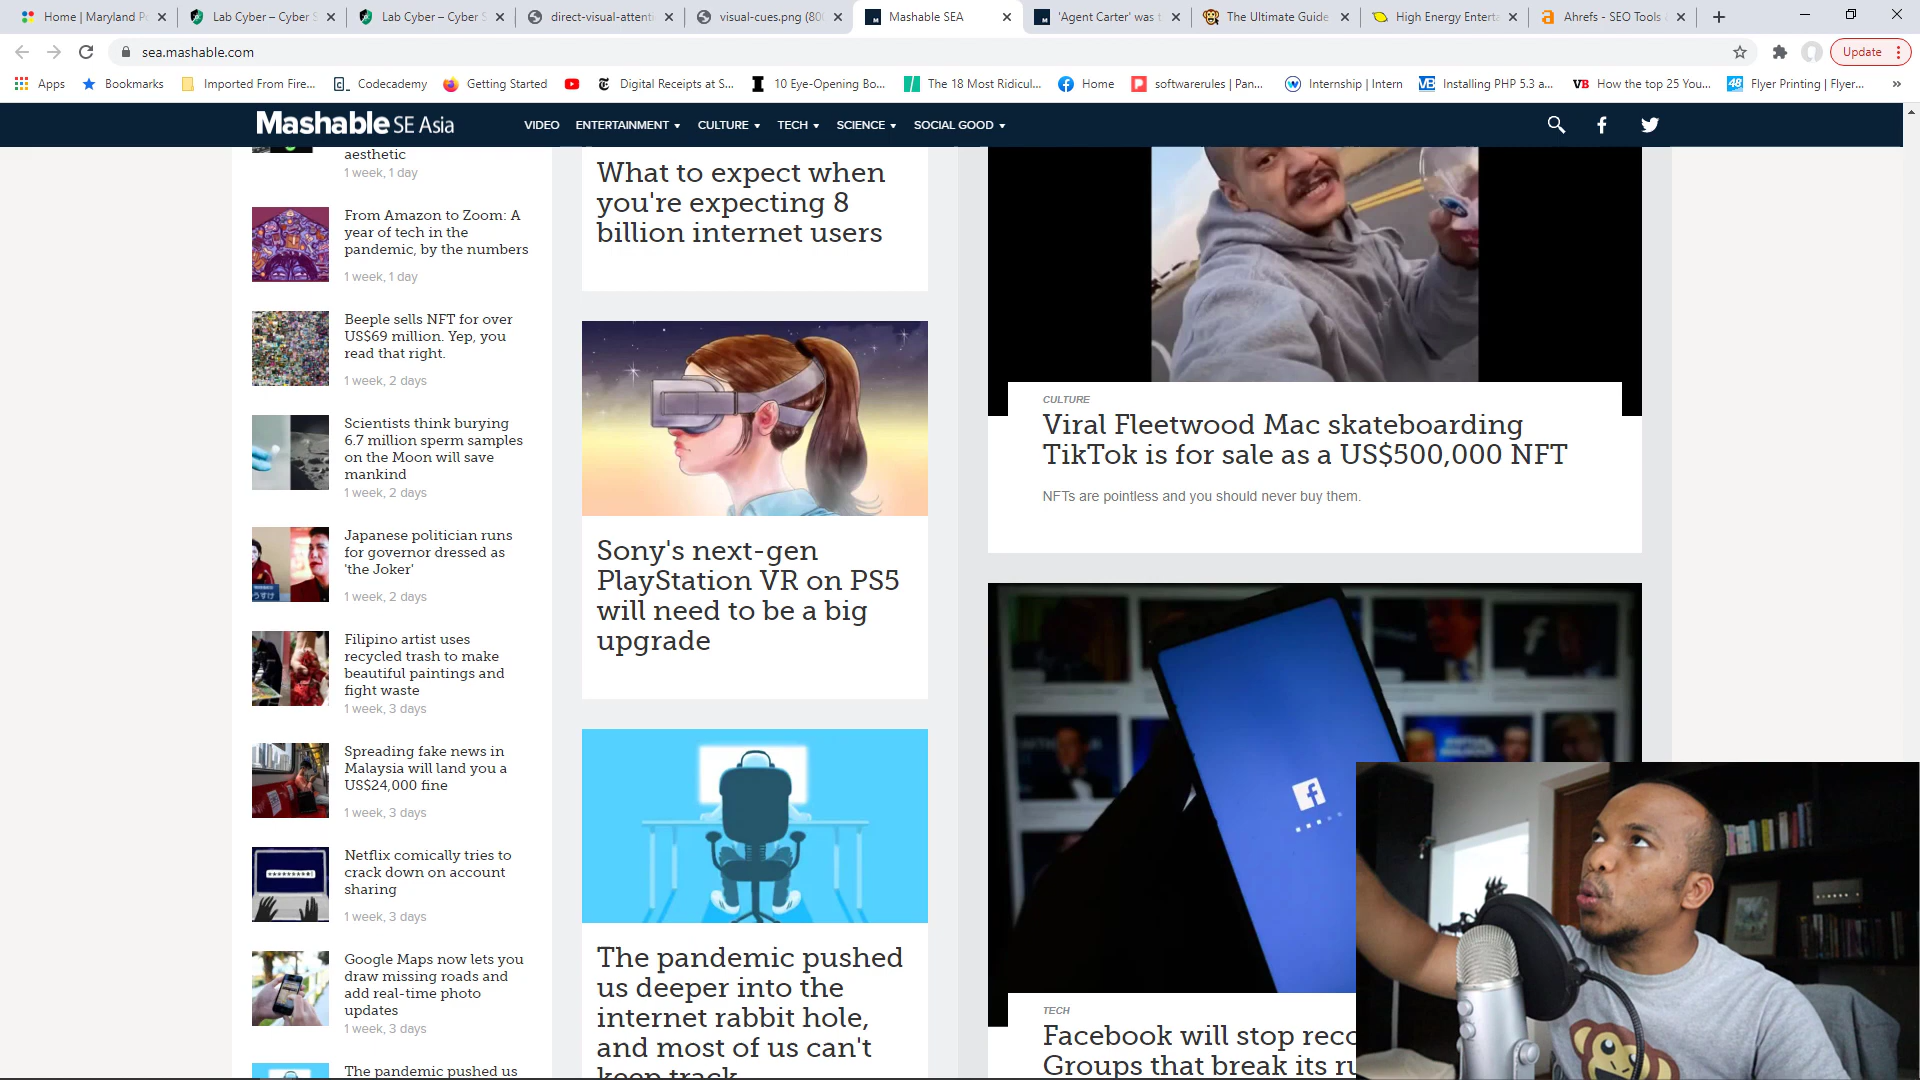 Home | Maryland P
Lab Cyber – Cyber S
Lab Cyber – Cyber S
direct-visual-attenti
visual-cues.png (80
Mashable SEA
'Agent Carter' was t
The Ultimate Guide
High Energy Enterta
Ahrefs - SEO Tools
sea.mashable.com
Update
Apps
Bookmarks
Imported From Fire...
Codecademy
Getting Started
Digital Receipts at S...
10 Eye-Opening Bo...
The 18 Most Ridicul...
Home
softwarerules | Pan...
Internship | Intern
Installing PHP 5.3 a...
How the top 25 You...
Flyer Printing | Flyer...
»
Mashable SE Asia
VIDEO
ENTERTAINMENT
CULTURE
TECH
SCIENCE
SOCIAL GOOD
aesthetic
1 week, 1 day
From Amazon to Zoom: A
year of tech in the
pandemic, by the numbers
1 week, 1 day
Beeple sells NFT for over
US$69 million. Yep, you
read that right.
1 week, 2 days
Scientists think burying
6.7 million sperm samples
on the Moon will save
mankind
1 week, 2 days
Japanese politician runs
for governor dressed as
'the Joker'
1 week, 2 days
Filipino artist uses
recycled trash to make
beautiful paintings and
fight waste
1 week, 3 days
Spreading fake news in
Malaysia will land you a
US$24,000 fine
1 week, 3 days
Netflix comically tries to
crack down on account
sharing
1 week, 3 days
Google Maps now lets you
draw missing roads and
add real-time photo
updates
1 week, 3 days
The pandemic pushed us
What to expect when
you're expecting 8
billion internet users
Sony's next-gen
PlayStation VR on PS5
will need to be a big
upgrade
The pandemic pushed
us deeper into the
internet rabbit hole,
and most of us can't
keep track
CULTURE
Viral Fleetwood Mac skateboarding
TikTok is for sale as a US$500,000 NFT
NFTs are pointless and you should never buy them.
TECH
Facebook will stop reco
Groups that break its ru